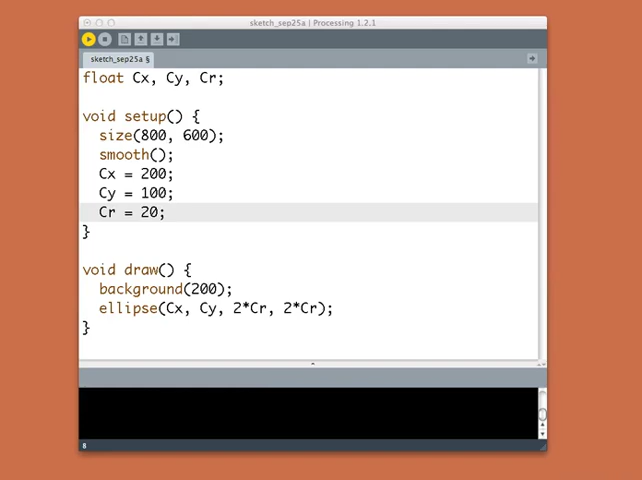 sketch_sep25a | Processing 1.2.1
sketch_sep25a §
float Cx, Cy, Cr;
void setup() {
size(800, 600);
smooth();
Cx = 200;
Cy = 100;
Cr = 20;
}
void draw() {
background(200);
ellipse(Cx, Cy, 2*Cr, 2*Cr);
}
8